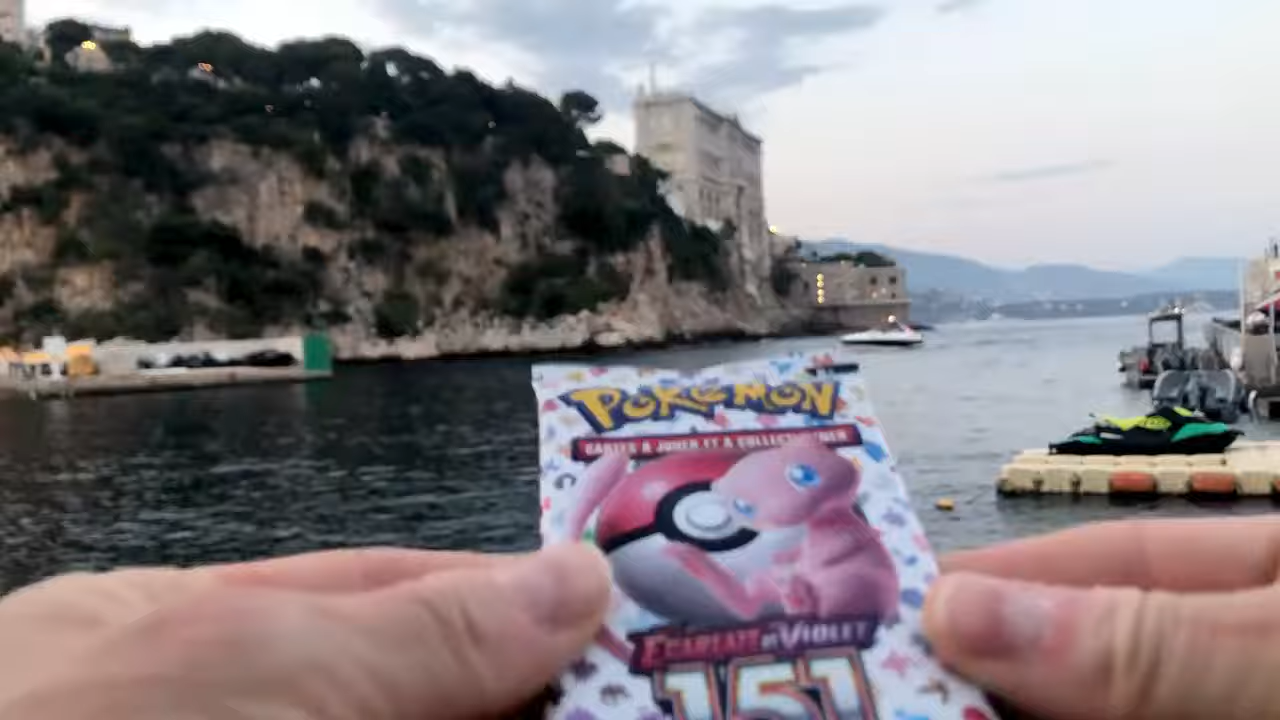 POKÉMON
CARTES À JOUER ET À COLLECTIONNER
ÉCARLATE ET VIOLET
151